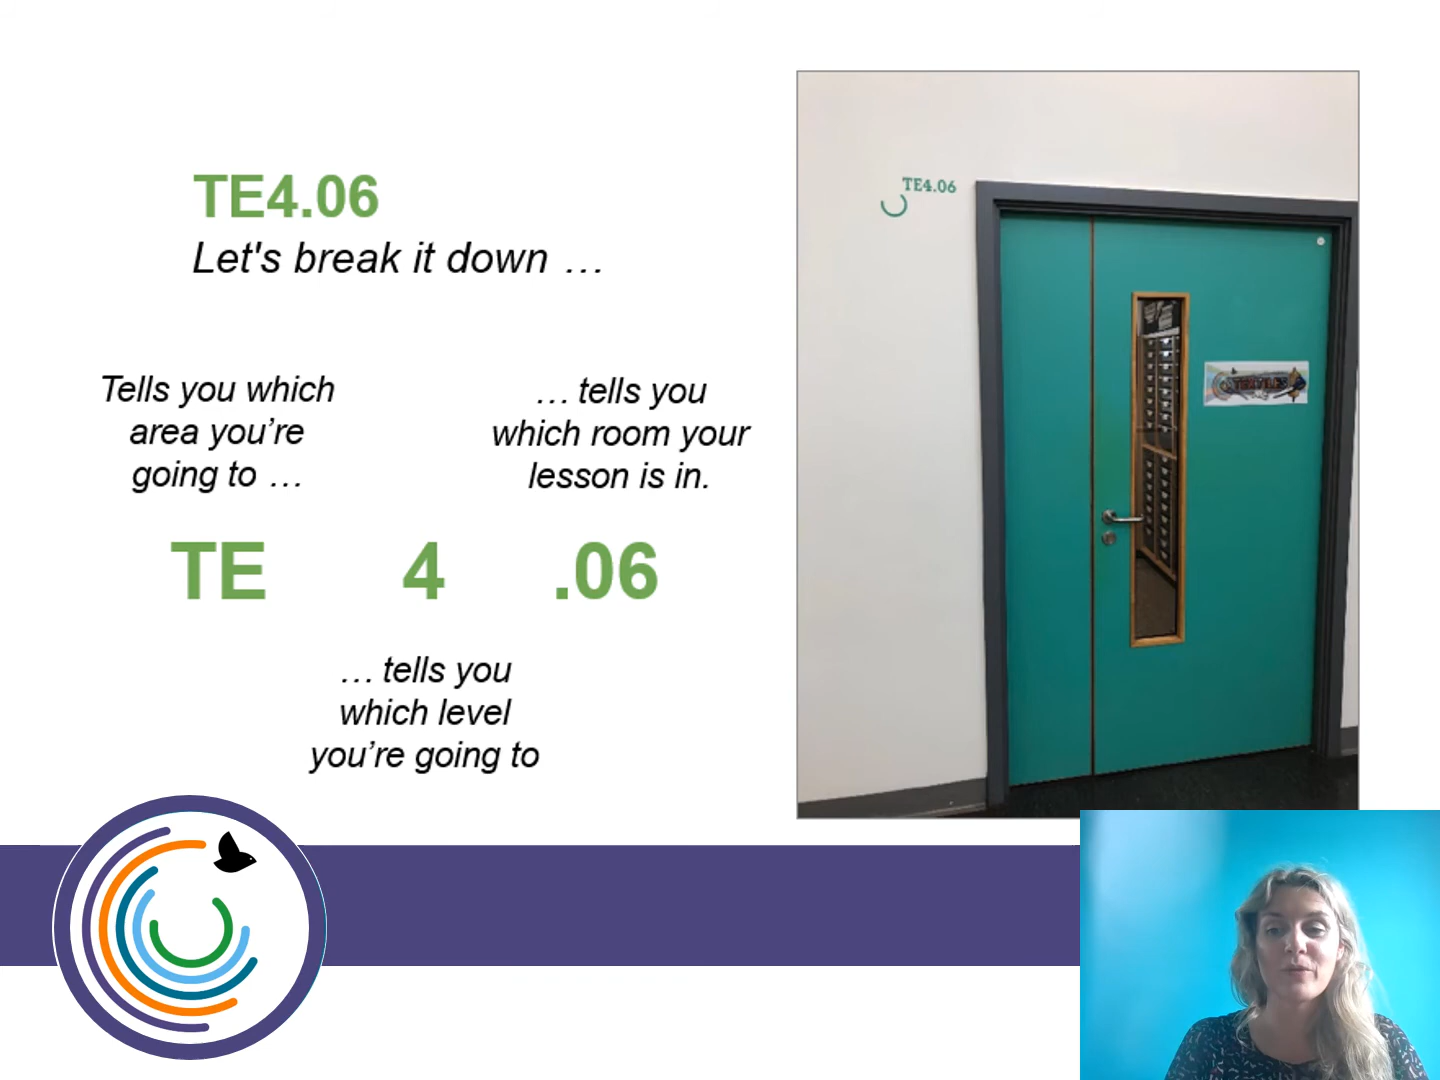 TE4.06
Let's break it down …
Tells you which
area you’re
going to …
… tells you
which room your
lesson is in.
TE 4 .06
… tells you
which level
you’re going to
TE4.06
TEXTILES